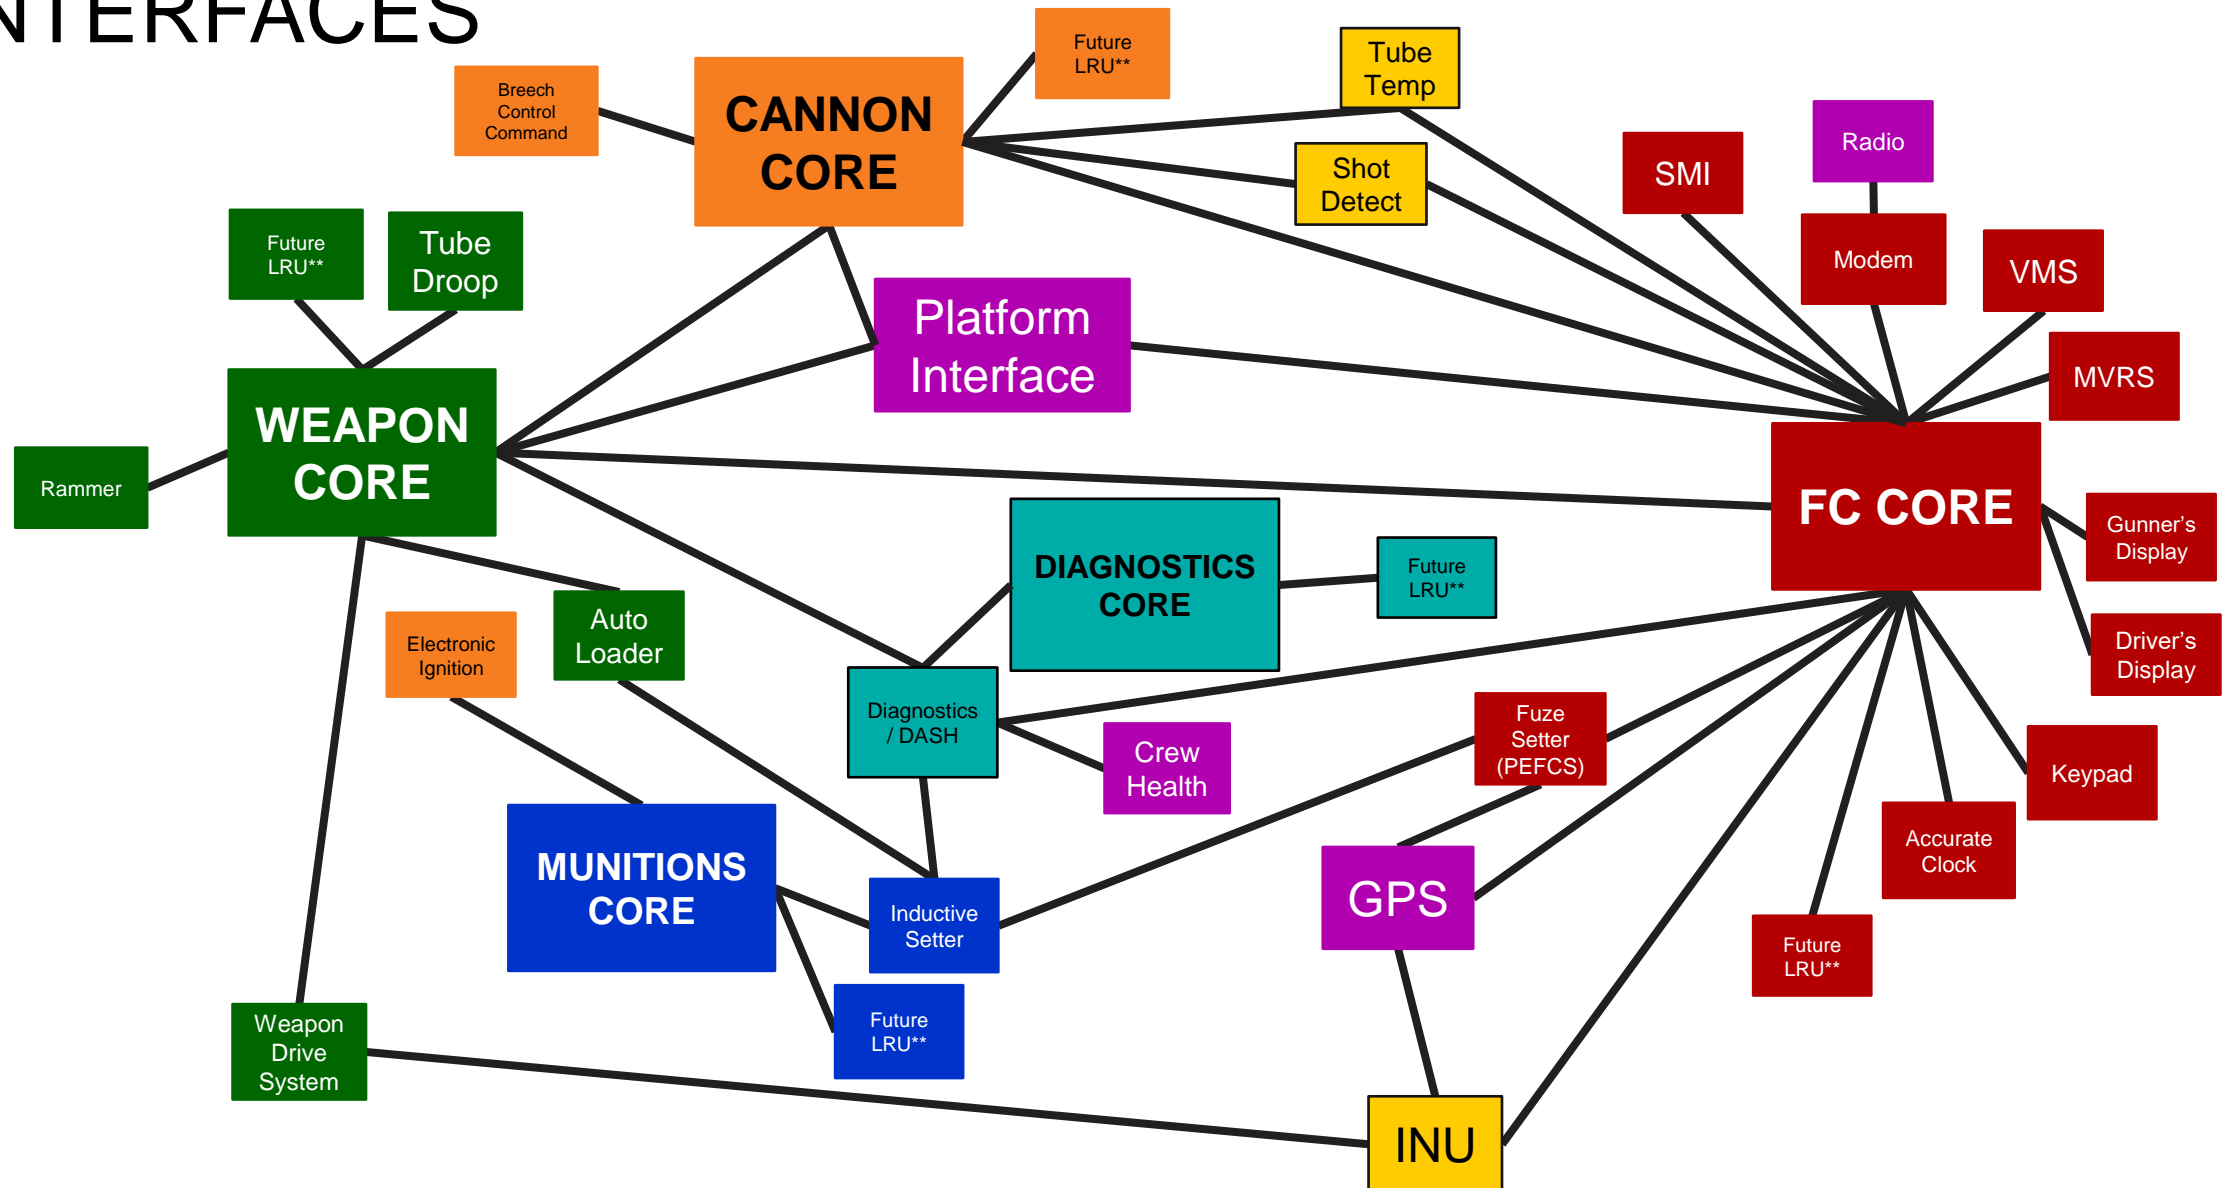 NTERFACES
Future
LRU**
Tube
Temp
Breech
Control
Command
CANNON
CORE
Radio
Shot
Detect
SMI
Future
LRU**
Tube
Droop
Modem
VMS
Platform
Interface
MVRS
WEAPON
CORE
Rammer
FC CORE
Gunner’s
Display
DIAGNOSTICS
CORE
Future
LRU**
Electronic
Ignition
Auto
Loader
Driver’s
Display
Diagnostics
/ DASH
Crew
Health
Fuze
Setter
(PEFCS)
Keypad
MUNITIONS
CORE
Inductive
Setter
GPS
Accurate
Clock
Future
LRU**
Future
LRU**
Weapon
Drive
System
INU